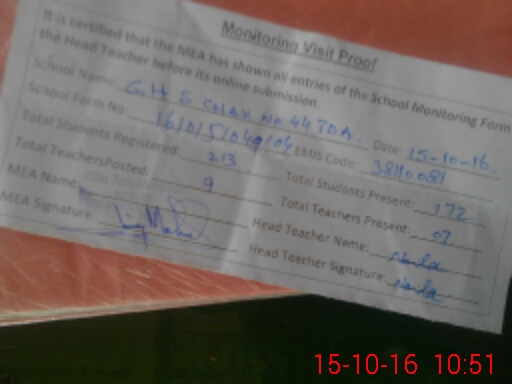 Monitoring Visit Proof
It is certified that the MEA has shown all entries of the School Monitoring Form to
the Head Teacher before its online submission.
School Name: G.H S CHAK NO. 44 TDA. Date: 15-10-16.
School Form No: EMIS Code: 38110081
Total Students Registered: 213 Total Students Present: 172
Total TeachersPosted: 9 Total Teachers Present: 07
MEA Name: Head Teacher Name:
MEA Signature: Head Teacher Signature:
15-10-16 10:51